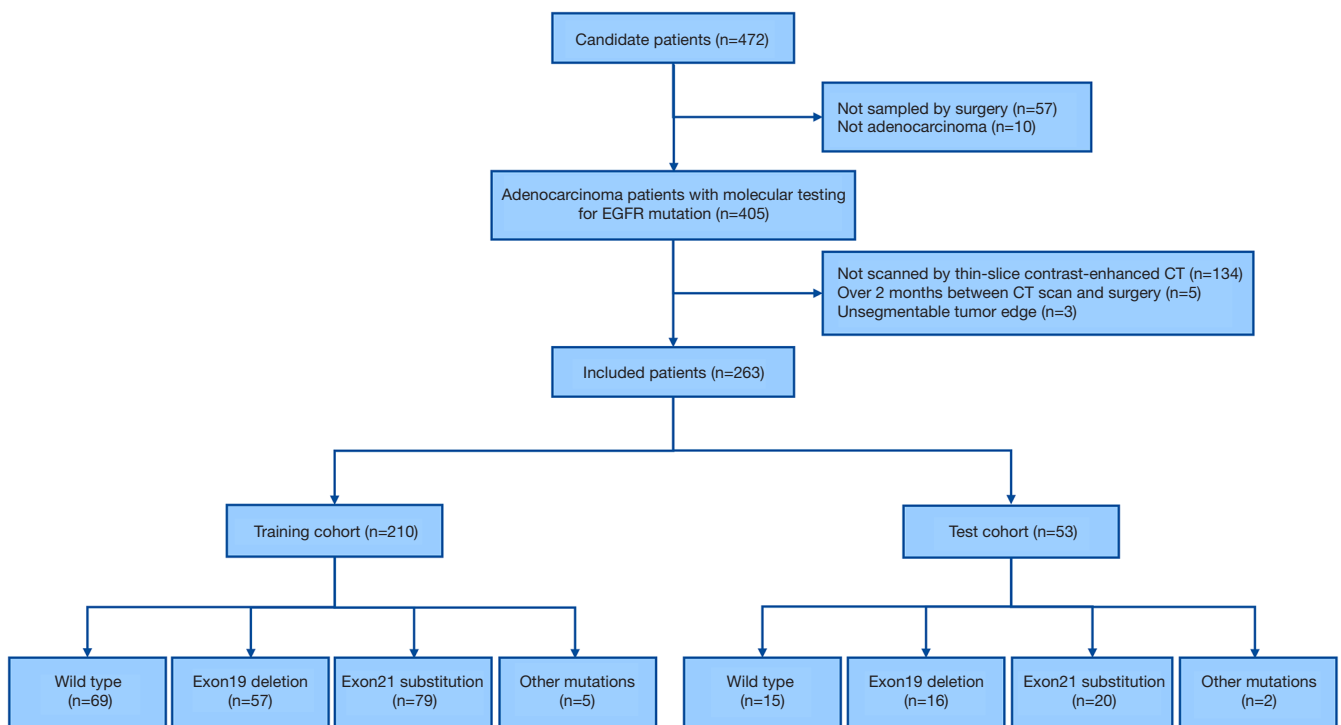 Candidate patients (n=472)
Not sampled by surgery (n=57)
Not adenocarcinoma (n=10)
Adenocarcinoma patients with molecular testing
for EGFR mutation (n=405)
Not scanned by thin-slice contrast-enhanced CT (n=134)
Over 2 months between CT scan and surgery (n=5)
Unsegmentable tumor edge (n=3)
Included patients (n=263)
Training cohort (n=210)
Test cohort (n=53)
Wild type
(n=69)
Exon19 deletion
(n=57)
Exon21 substitution
(n=79)
Other mutations
(n=5)
Wild type
(n=15)
Exon19 deletion
(n=16)
Exon21 substitution
(n=20)
Other mutations
(n=2)